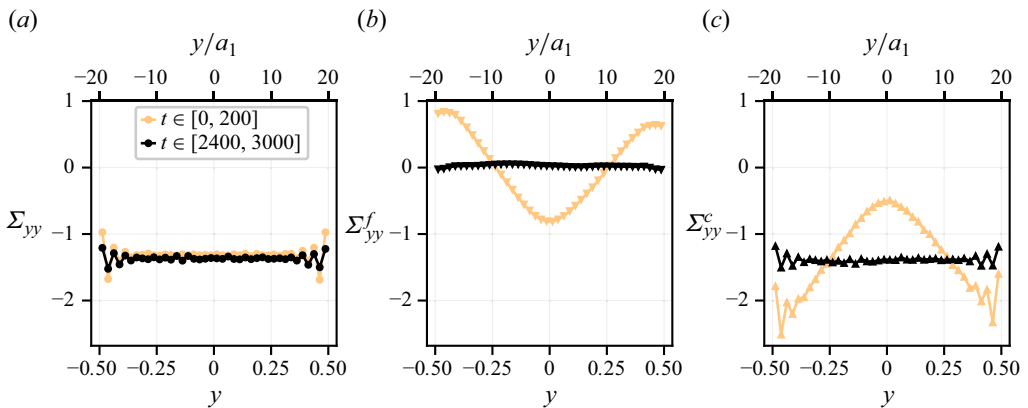 (a) (b) (c)
y/a₁ y/a₁ y/a₁
−20 −10 0 10 20 −20 −10 0 10 20 −20 −10 0 10 20
1 1 1
t ∈ [0, 200]
t ∈ [2400, 3000]
0 0 0
Σyy Σᶠyy Σᶜyy
−1 −1 −1
−2 −2 −2
−0.50 −0.25 0 0.25 0.50 −0.50 −0.25 0 0.25 0.50 −0.50 −0.25 0 0.25 0.50
y y y